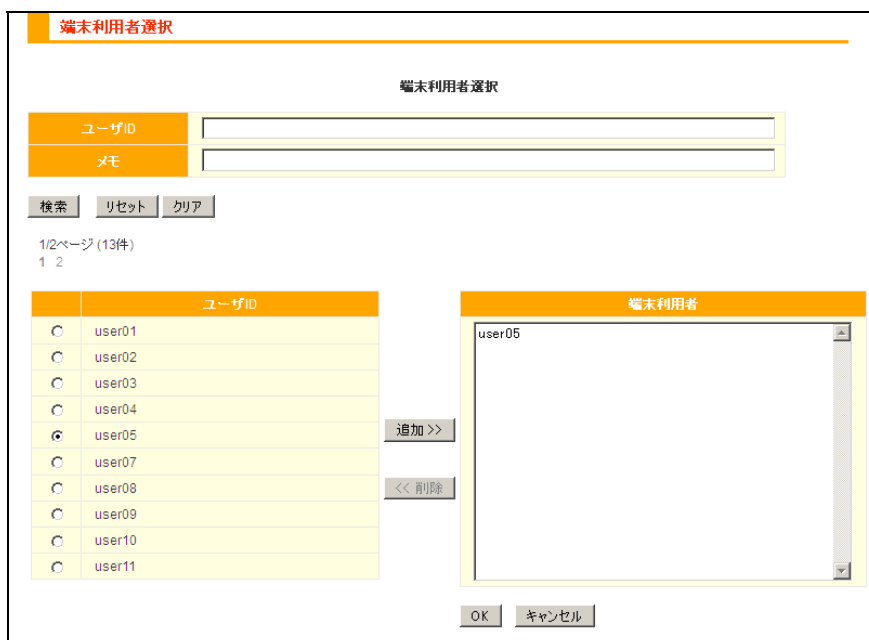 端末利用者選択
端末利用者選択
ユーザID
メモ
検索 リセット クリア
1/2ページ (13件)
1 2
ユーザID
user01
user02
user03
user04
user05
user07
user08
user09
user10
user11
追加 >>
<< 削除
端末利用者
user05
OK キャンセル